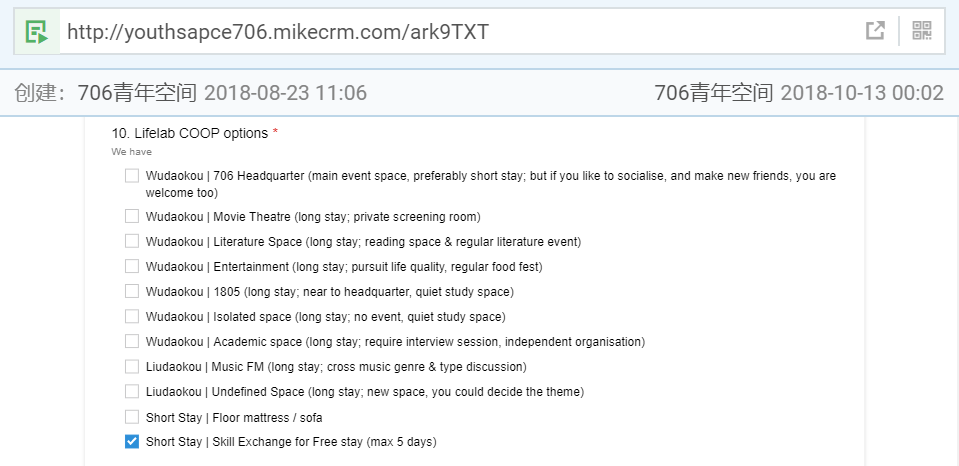 http://youthsapce706.mikecrm.com/ark9TXT
创建：706青年空间 2018-08-23 11:06
706青年空间 2018-10-13 00:02
10. Lifelab COOP options *
We have
Wudaokou | 706 Headquarter (main event space, preferably short stay; but if you like to socialise, and make new friends, you are
welcome too)
Wudaokou | Movie Theatre (long stay; private screening room)
Wudaokou | Literature Space (long stay; reading space & regular literature event)
Wudaokou | Entertainment (long stay; pursuit life quality, regular food fest)
Wudaokou | 1805 (long stay; near to headquarter, quiet study space)
Wudaokou | Isolated space (long stay; no event, quiet study space)
Wudaokou | Academic space (long stay; require interview session, independent organisation)
Liudaokou | Music FM (long stay; cross music genre & type discussion)
Liudaokou | Undefined Space (long stay; new space, you could decide the theme)
Short Stay | Floor mattress / sofa
Short Stay | Skill Exchange for Free stay (max 5 days)